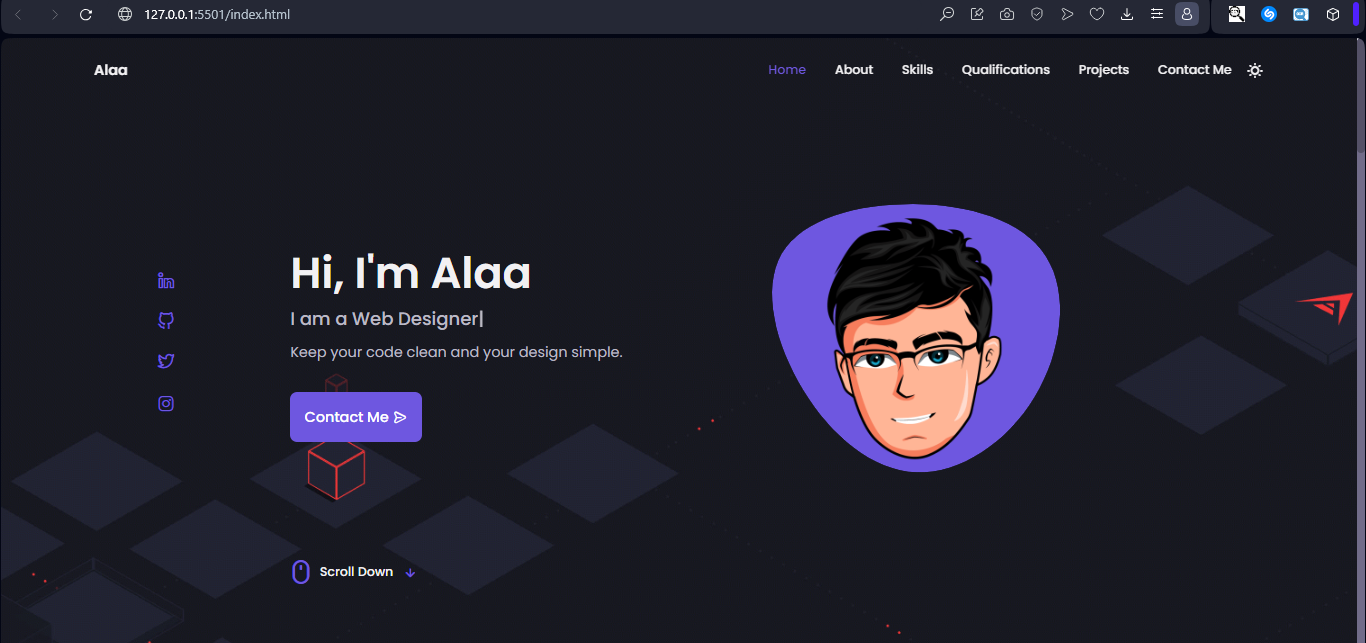 127.0.0.1:5501/index.html
Alaa
Home About Skills Qualifications Projects Contact Me
Hi, I'm Alaa
I am a Web Designer|
Keep your code clean and your design simple.
Contact Me
Scroll Down